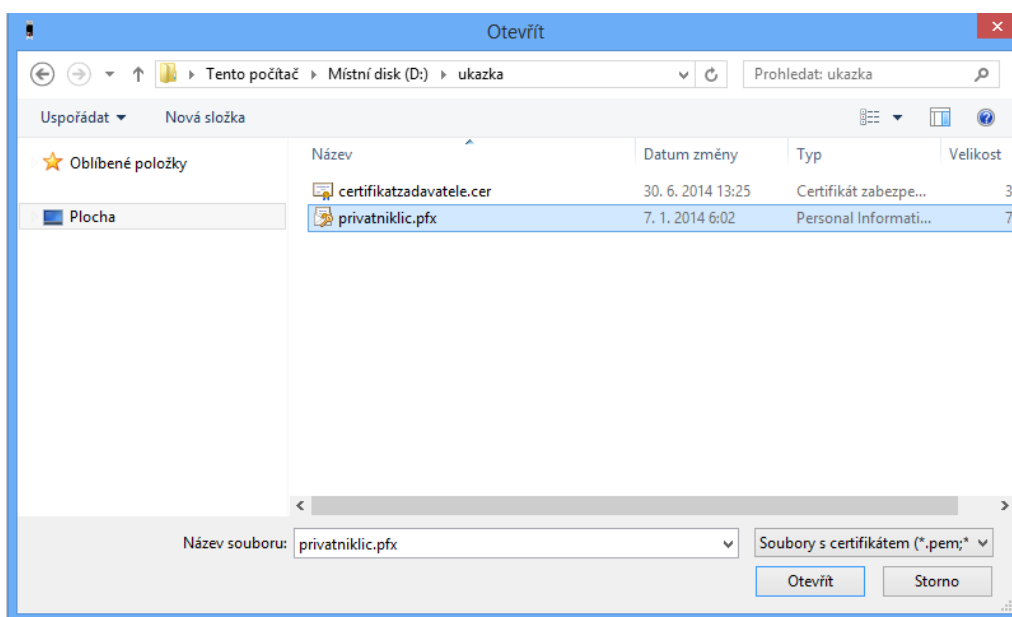 Otevřít
Tento počítač ▸ Místní disk (D:) ▸ ukazka
Prohledat: ukazka
Uspořádat Nová složka
Oblíbené položky
Plocha
Název Datum změny Typ Velikost
certifikatzadavatele.cer 30. 6. 2014 13:25 Certifikát zabezpe... 3
privatniklic.pfx 7. 1. 2014 6:02 Personal Informati... 7
Název souboru: privatniklic.pfx Soubory s certifikátem (*.pem;*
Otevřít Storno